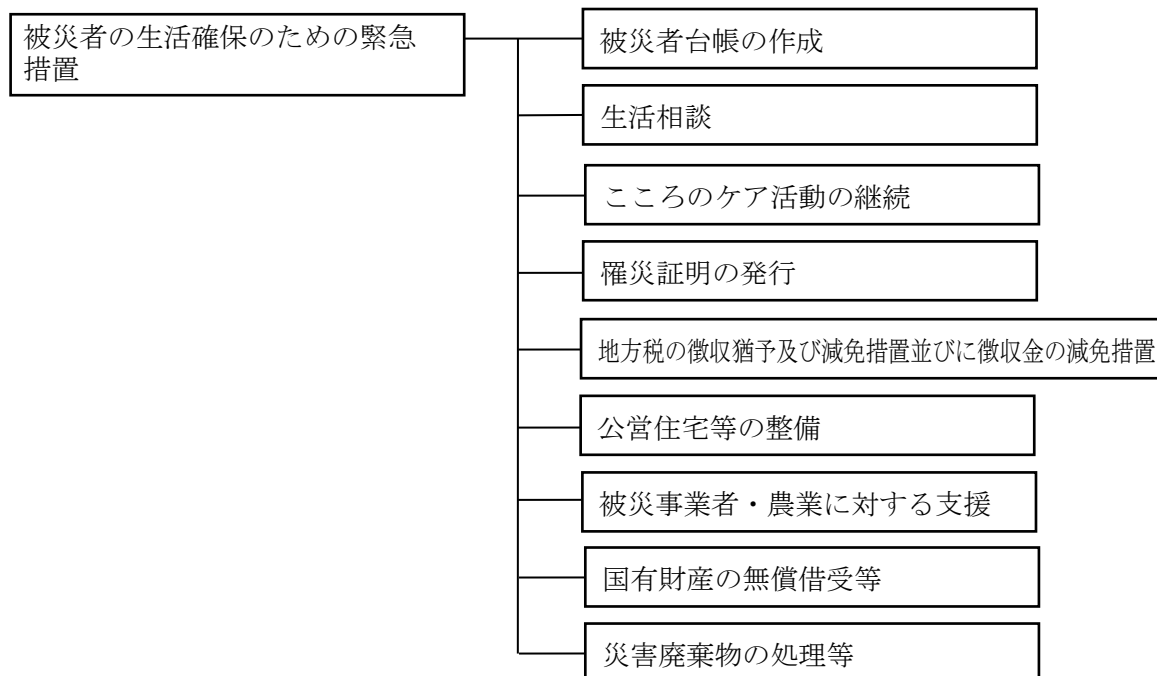 被災者の生活確保のための緊急
措置
被災者台帳の作成
生活相談
こころのケア活動の継続
罹災証明の発行
地方税の徴収猶予及び減免措置並びに徴収金の減免措置
公営住宅等の整備
被災事業者・農業に対する支援
国有財産の無償借受等
災害廃棄物の処理等